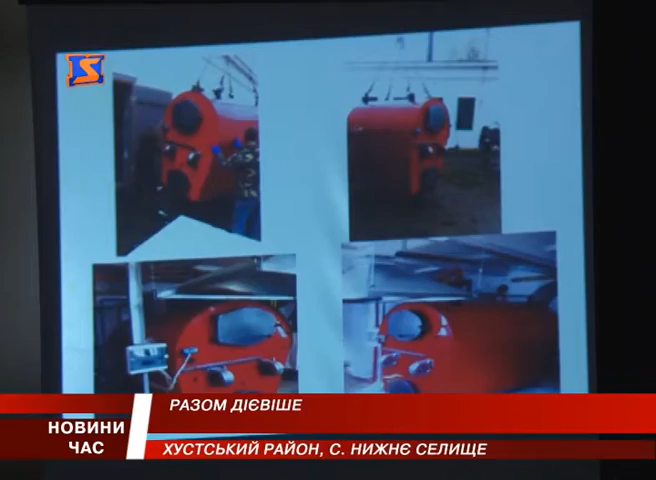 РАЗОМ ДІЄВІШЕ
НОВИНИ
ЧАС
ХУСТСЬКИЙ РАЙОН, С. НИЖНЄ СЕЛИЩЕ